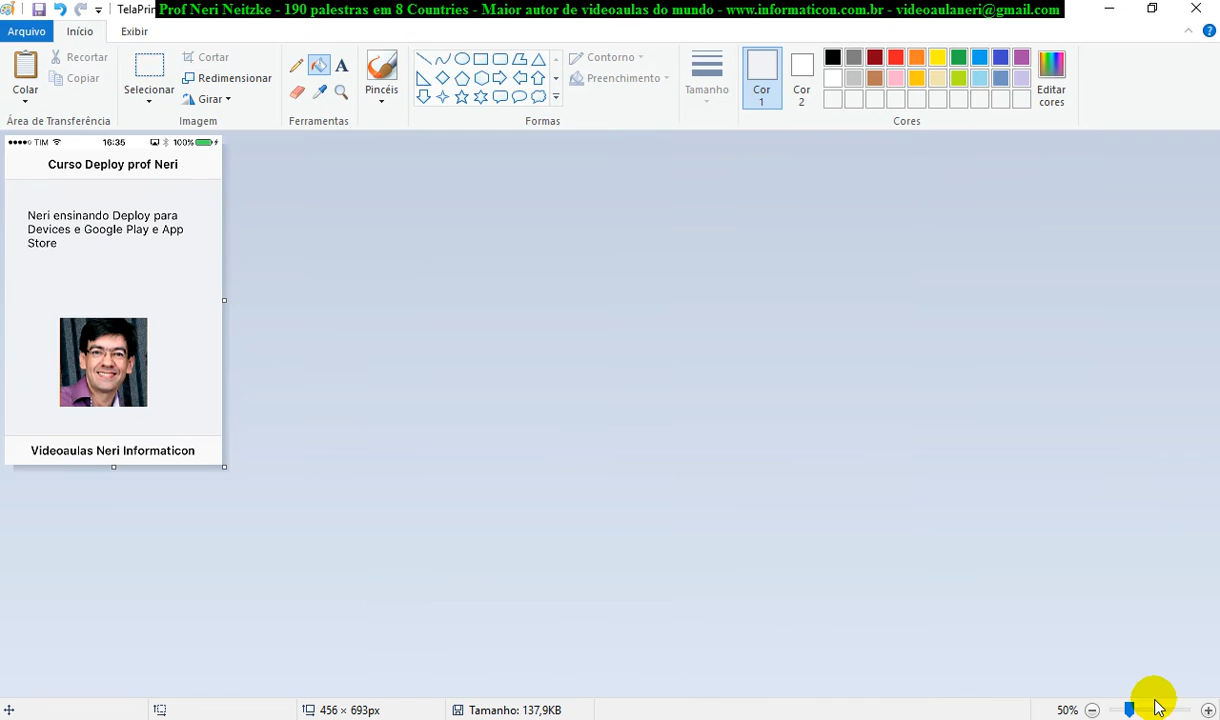 TelaPrin
Prof Neri Neitzke - 190 palestras em 8 Countries - Maior autor de videoaulas do mundo - www.informaticon.com.br - videoaulaneri@gmail.com
Arquivo Início Exibir
Colar
Recortar
Copiar
Área de Transferência
Selecionar
Cortar
Redimensionar
Girar
Imagem
A
Ferramentas
Pincéis
Contorno
Preenchimento
Formas
Tamanho
Cor 1
Cor 2
Editar cores
Cores
TIM 16:35 100%
Curso Deploy prof Neri
Neri ensinando Deploy para
Devices e Google Play e App
Store
Videoaulas Neri Informaticon
456 × 693px Tamanho: 137,9KB 50%